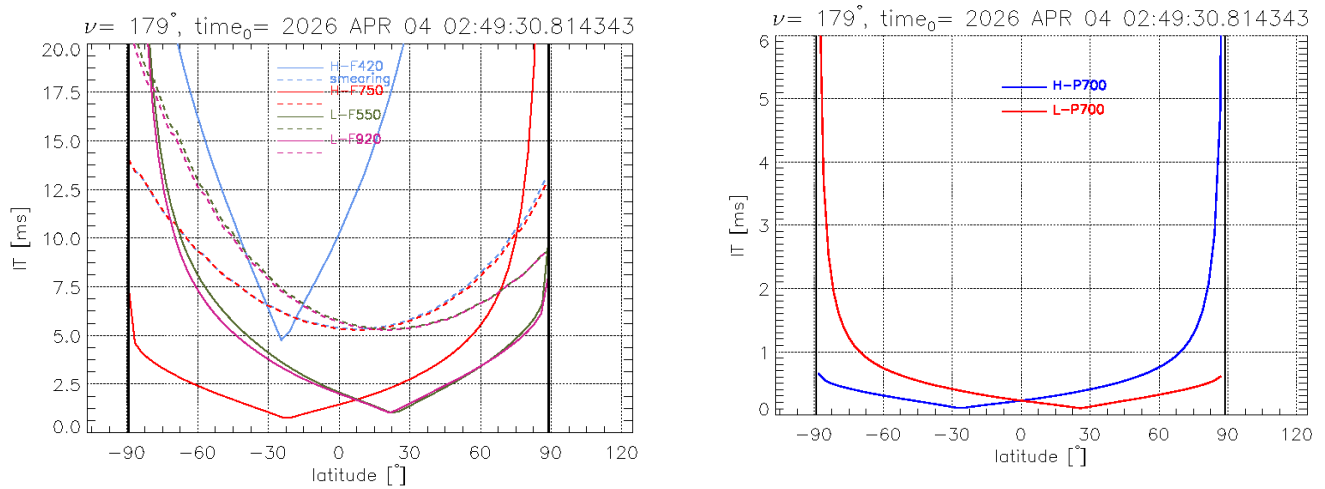 ν= 179°, time₀= 2026 APR 04 02:49:30.814343
20.0
17.5
15.0
12.5
10.0
7.5
5.0
2.5
0.0
IT [ms]
H-F420
smearing
H-F750
L-F550
L-F920
-90 -60 -30 0 30 60 90 120
latitude [°]
ν= 179°, time₀= 2026 APR 04 02:49:30.814343
6
5
4
3
2
1
0
IT [ms]
H-P700
L-P700
-90 -60 -30 0 30 60 90 120
latitude [°]